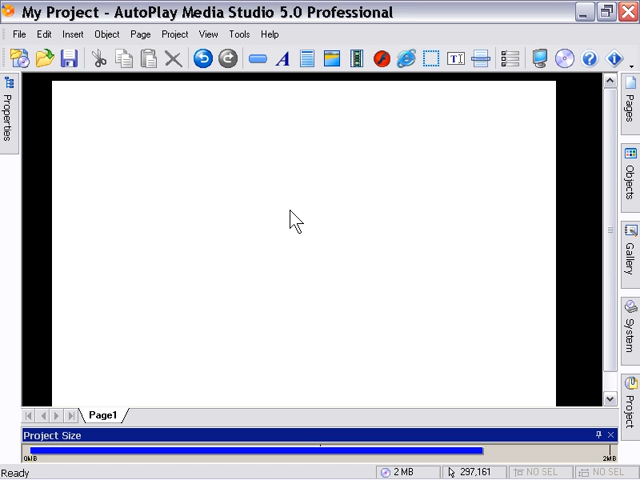 My Project - AutoPlay Media Studio 5.0 Professional
File Edit Insert Object Page Project View Tools Help
Properties
Pages
Objects
Gallery
System
Project
Page1
Project Size
0MB 2MB
Ready 2 MB 297,161 NO SEL NO SEL